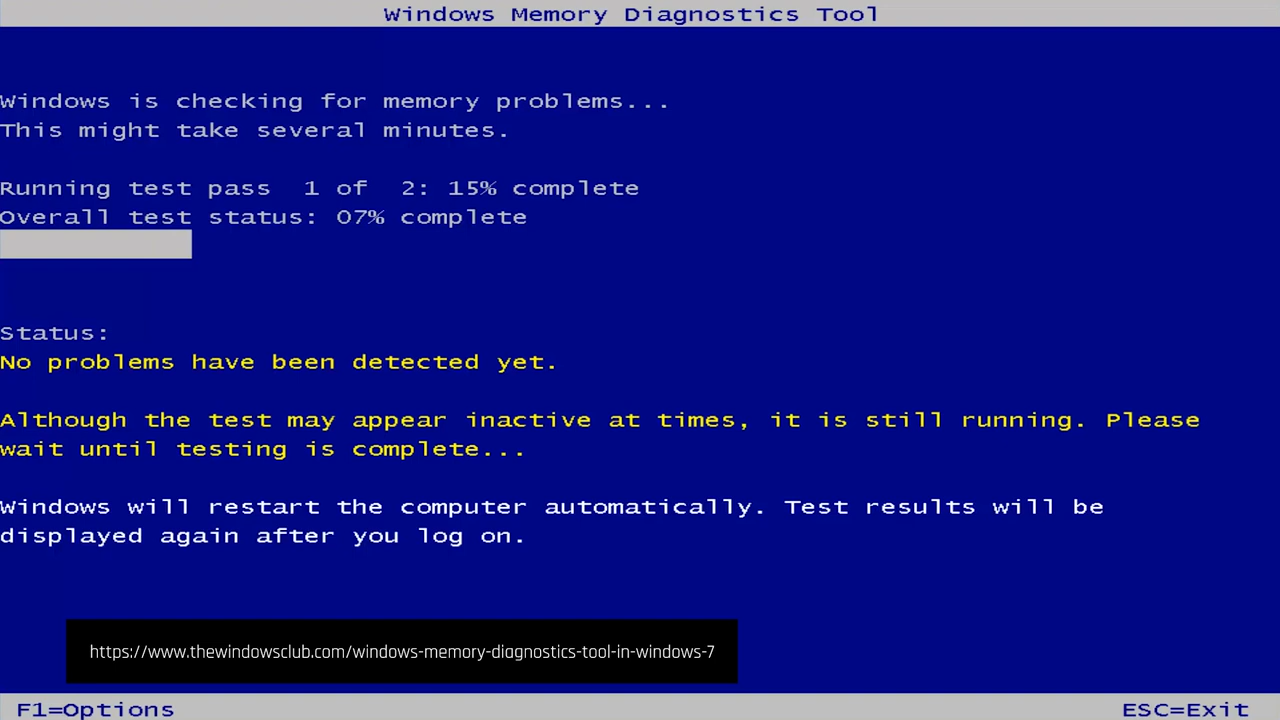 Windows Memory Diagnostics Tool
Windows is checking for memory problems...
This might take several minutes.
Running test pass  1 of  2: 15% complete
Overall test status: 07% complete
Status:
No problems have been detected yet.
Although the test may appear inactive at times, it is still running. Please
wait until testing is complete...
Windows will restart the computer automatically. Test results will be
displayed again after you log on.
https://www.thewindowsclub.com/windows-memory-diagnostics-tool-in-windows-7
F1=Options ESC=Exit